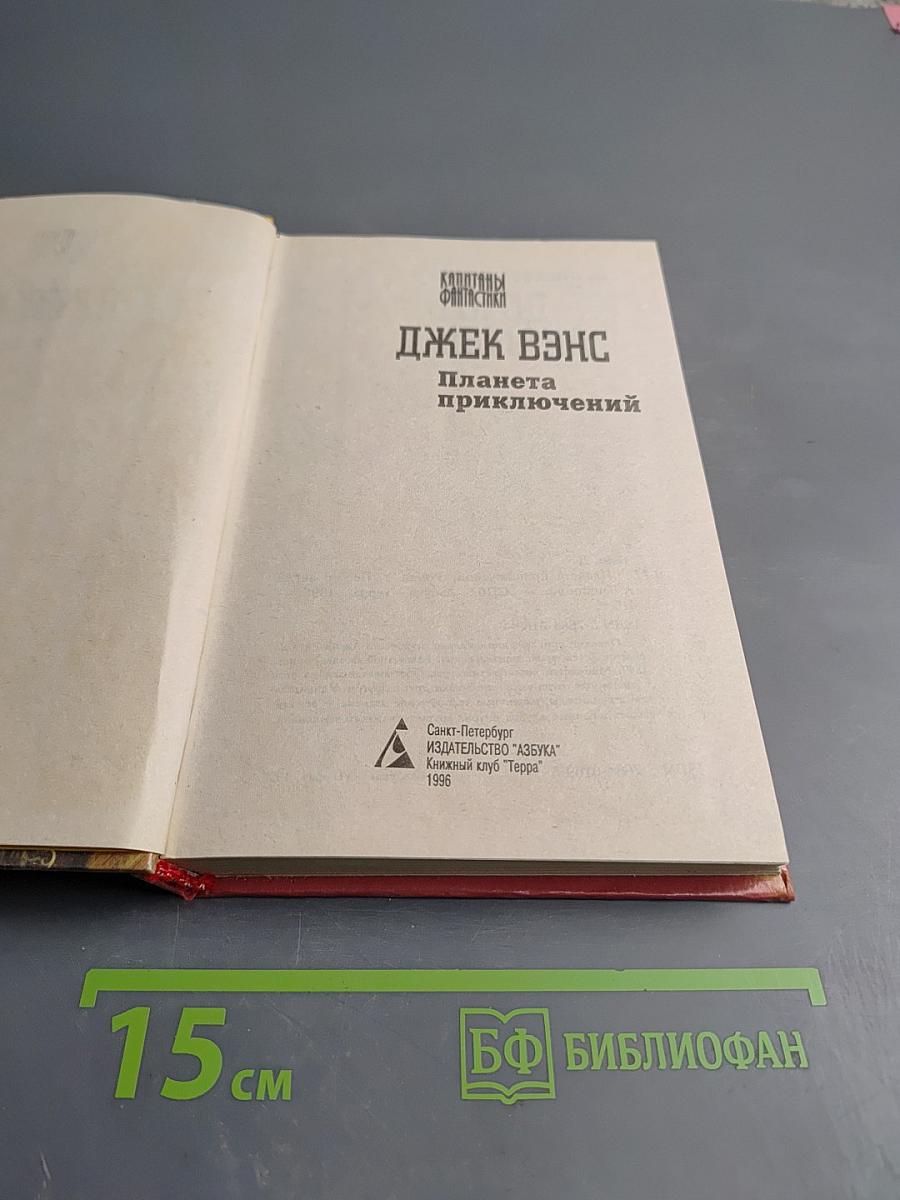 КАПИТАНЫ
ФАНТАСТИКИ
ДЖЕК ВЭНС
Планета
приключений
Санкт-Петербург
ИЗДАТЕЛЬСТВО "АЗБУКА"
Книжный клуб "Терра"
1996
15 см
БФ БИБЛИОФАН